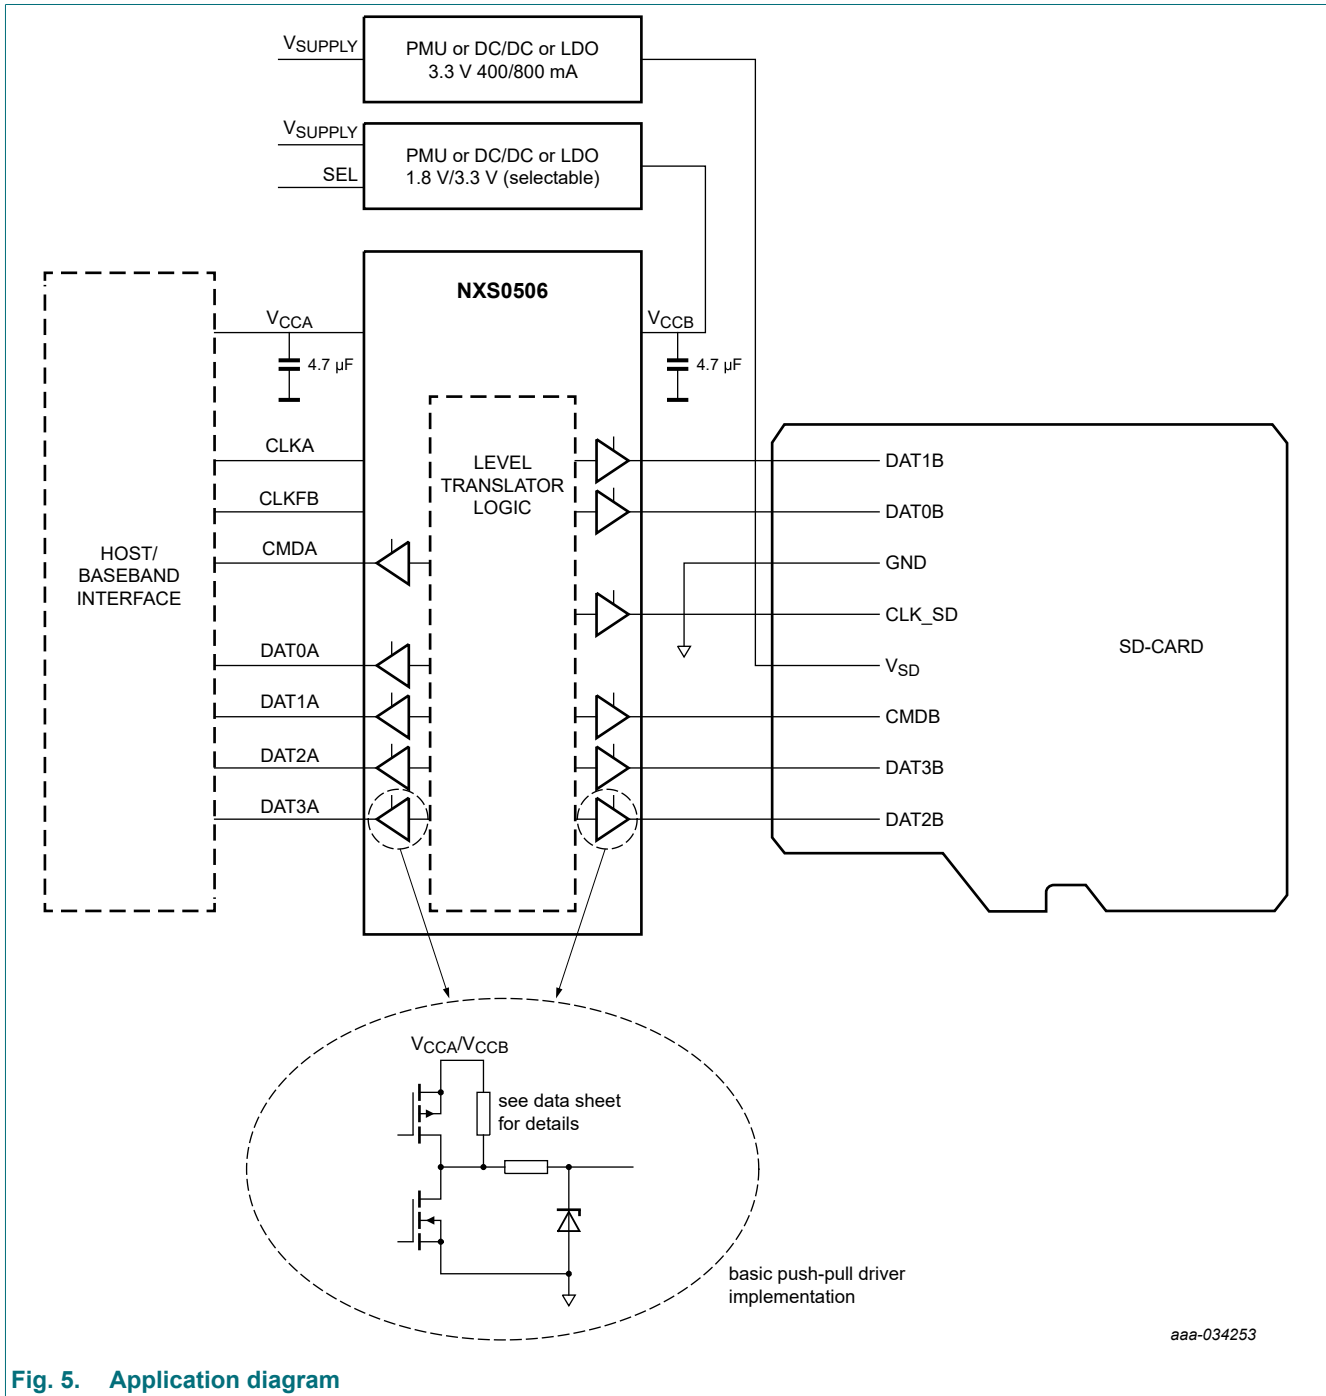 VSUPPLY
PMU or DC/DC or LDO
3.3 V 400/800 mA
VSUPPLY
SEL
PMU or DC/DC or LDO
1.8 V/3.3 V (selectable)
NXS0506
VCCA
4.7 µF
VCCB
4.7 µF
HOST/
BASEBAND
INTERFACE
CLKA
CLKFB
CMDA
DAT0A
DAT1A
DAT2A
DAT3A
LEVEL
TRANSLATOR
LOGIC
DAT1B
DAT0B
GND
CLK_SD
VSD
CMDB
DAT3B
DAT2B
SD-CARD
VCCA/VCCB
see data sheet
for details
basic push-pull driver
implementation
aaa-034253
Fig. 5. Application diagram